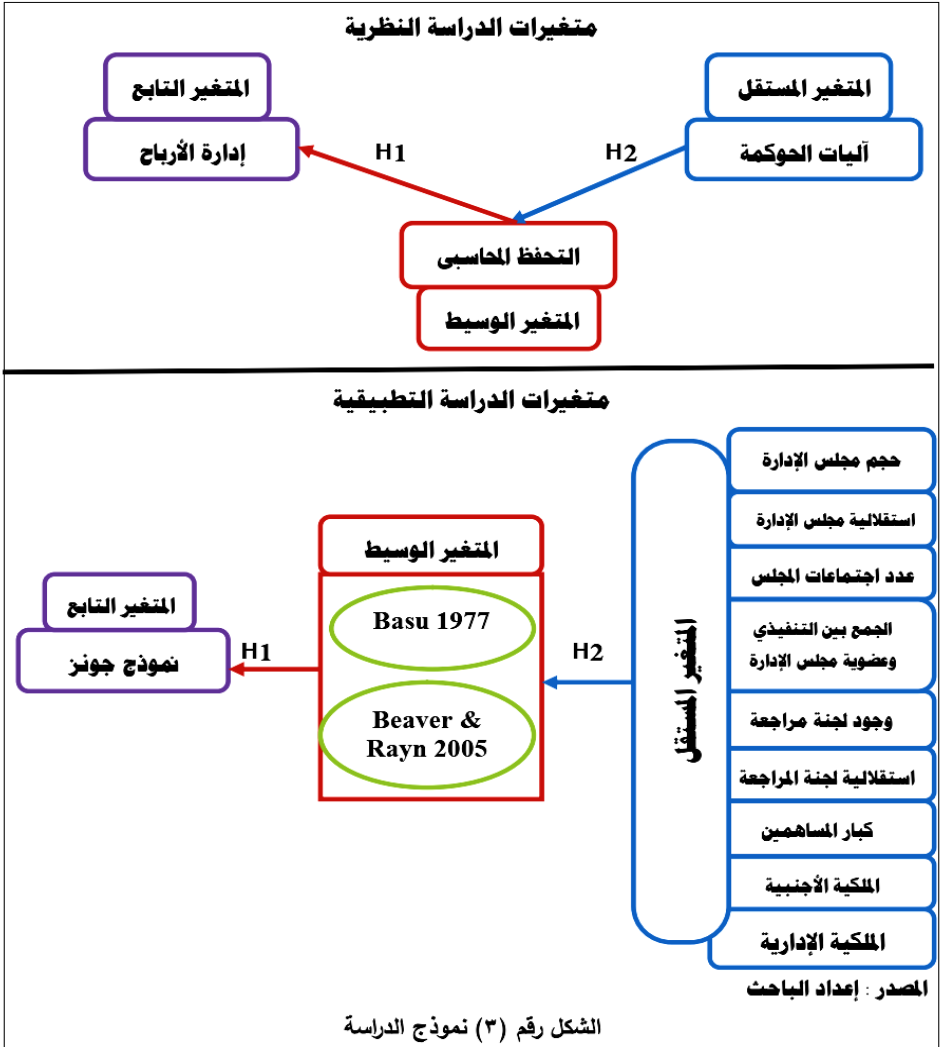 متغيرات الدراسة النظرية
المتغير المستقل
آليات الحوكمة
المتغير التابع
إدارة الأرباح
H2
H1
التحفظ المحاسبى
المتغير الوسيط
متغيرات الدراسة التطبيقية
حجم مجلس الإدارة
استقلالية مجلس الإدارة
عدد اجتماعات المجلس
الجمع بين التنفيذي
وعضوية مجلس الإدارة
وجود لجنة مراجعة
استقلالية لجنة المراجعة
كبار المساهمين
الملكية الأجنبية
الملكية الإدارية
المتغير المستقل
H2
المتغير الوسيط
Basu 1977
Beaver &
Rayn 2005
H1
المتغير التابع
نموذج جونز
المصدر : إعداد الباحث
الشكل رقم (٣) نموذج الدراسة